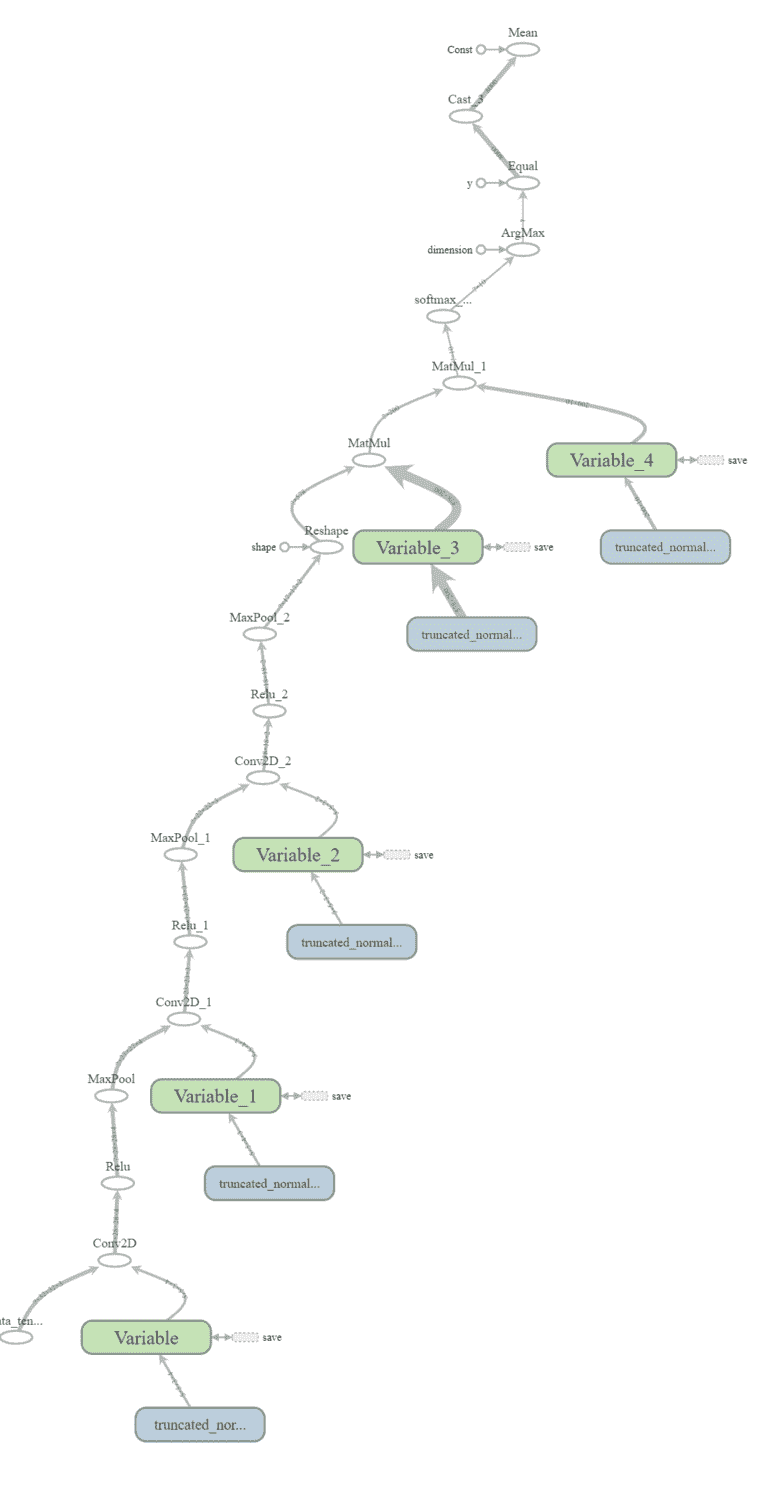 Mean
Const
Cast_3
Equal
y
ArgMax
dimension
softmax_...
MatMul_1
MatMul
Variable_4
save
Reshape
shape
Variable_3
save
truncated_normal...
MaxPool_2
truncated_normal...
Relu_2
Conv2D_2
MaxPool_1
Variable_2
save
Relu_1
truncated_normal...
Conv2D_1
MaxPool
Variable_1
save
Relu
truncated_normal...
Conv2D
ata_ten...
Variable
save
truncated_nor...